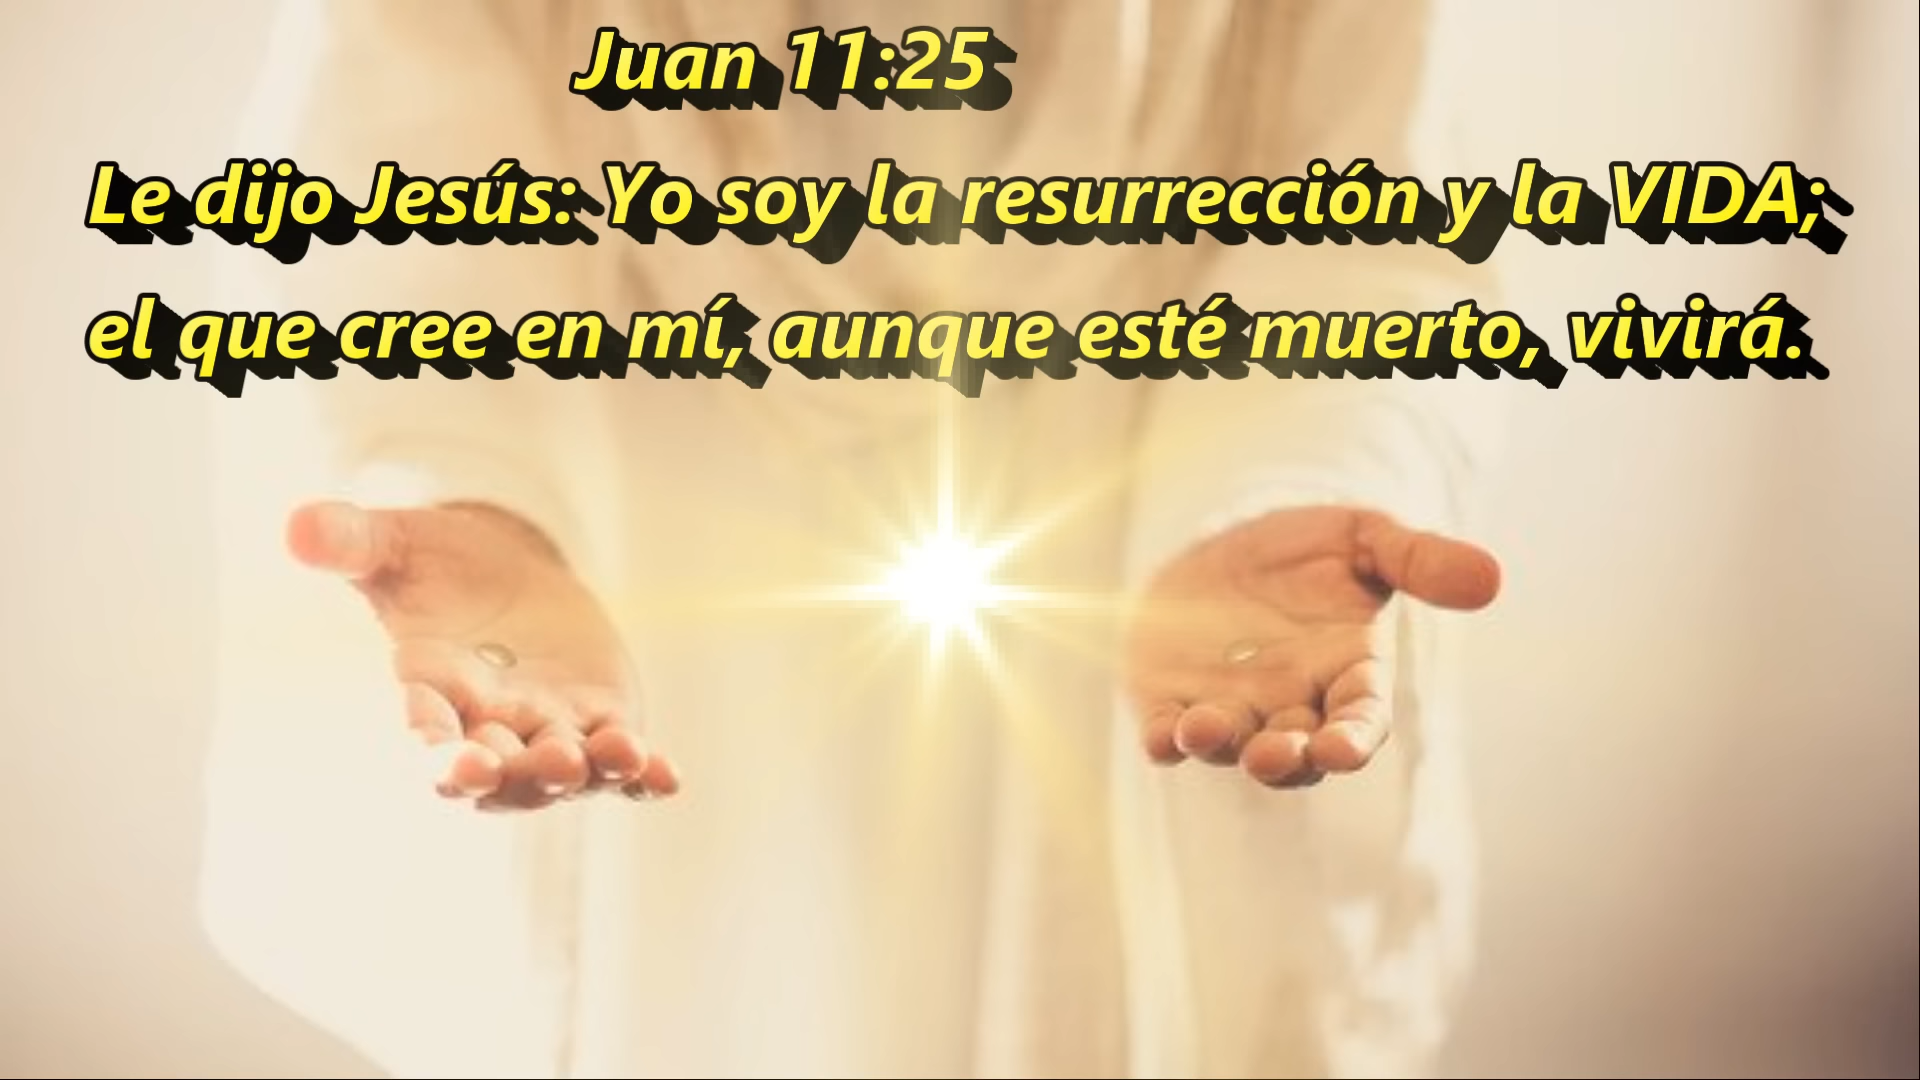 Juan 11:25
Le dijo Jesús: Yo soy la resurrección y la VIDA;
el que cree en mí, aunque esté muerto, vivirá.